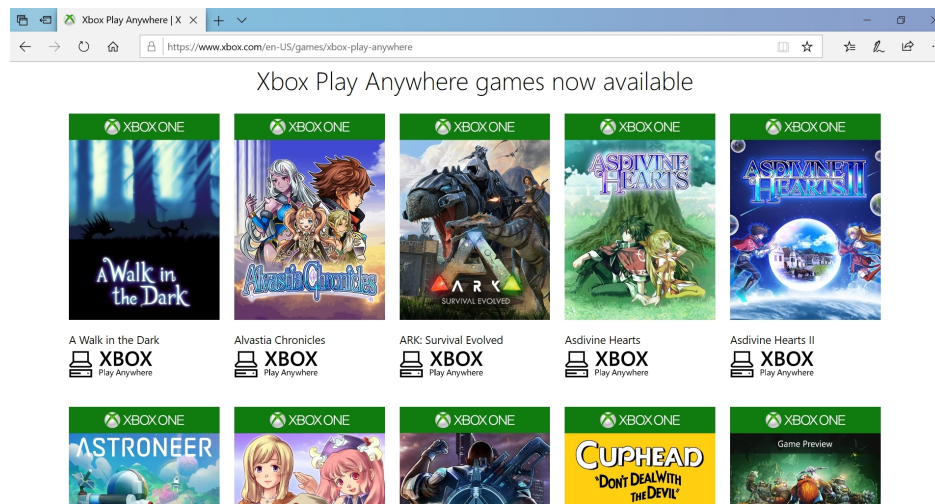 Xbox Play Anywhere | X
https://www.xbox.com/en-US/games/xbox-play-anywhere
Xbox Play Anywhere games now available
XBOX ONE
XBOX ONE
XBOX ONE
XBOX ONE
XBOX ONE
A Walk in
the Dark
Alvastia Chronicles
ARK
SURVIVAL EVOLVED
ASDIVINE
HEARTS
ASDIVINE
HEARTS II
A Walk in the Dark
Alvastia Chronicles
ARK: Survival Evolved
Asdivine Hearts
Asdivine Hearts II
XBOX
Play Anywhere
XBOX
Play Anywhere
XBOX
Play Anywhere
XBOX
Play Anywhere
XBOX
Play Anywhere
XBOX ONE
XBOX ONE
XBOX ONE
XBOX ONE
XBOX ONE
ASTRONEER
CUPHEAD
"DON'T DEAL WITH
THE DEVIL"
Game Preview